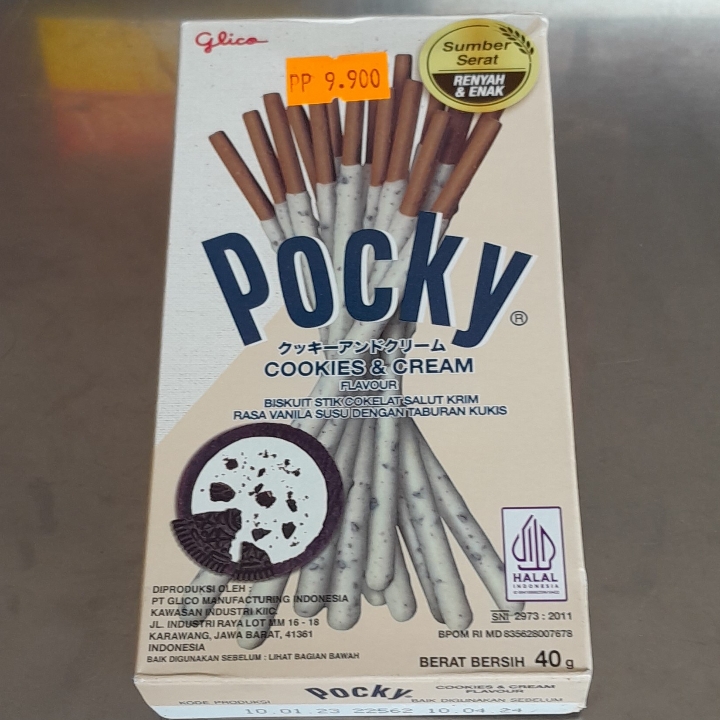 Glico
PP 9.900
Sumber
Serat
RENYAH
& ENAK
Pocky®
クッキーアンドクリーム
COOKIES & CREAM
FLAVOUR
BISKUIT STIK COKELAT SALUT KRIM
RASA VANILA SUSU DENGAN TABURAN KUKIS
DIPRODUKSI OLEH :
PT GLICO MANUFACTURING INDONESIA
KAWASAN INDUSTRI KIIC.
JL. INDUSTRI RAYA LOT MM 16 - 18
KARAWANG, JAWA BARAT, 41361
INDONESIA
BAIK DIGUNAKAN SEBELUM : LIHAT BAGIAN BAWAH
HALAL
INDONESIA
SNI 2973 : 2011
BPOM RI MD 835628007678
BERAT BERSIH 40 g
Pocky
COOKIES & CREAM
FLAVOUR
KODE PRODUKSI
BAIK DIGUNAKAN SEBELUM
10.01.23 22562 10.04.24